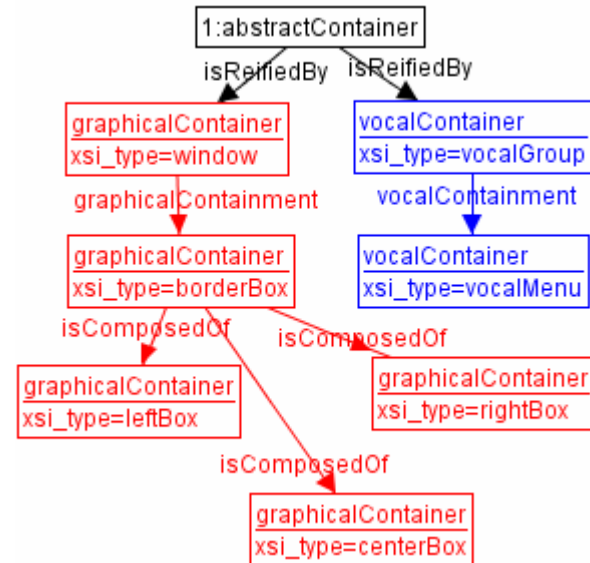 1:abstractContainer
isReifiedBy
isReifiedBy
graphicalContainer
xsi_type=window
vocalContainer
xsi_type=vocalGroup
graphicalContainment
vocalContainment
graphicalContainer
xsi_type=borderBox
vocalContainer
xsi_type=vocalMenu
isComposedOf
isComposedOf
graphicalContainer
xsi_type=leftBox
graphicalContainer
xsi_type=rightBox
isComposedOf
graphicalContainer
xsi_type=centerBox